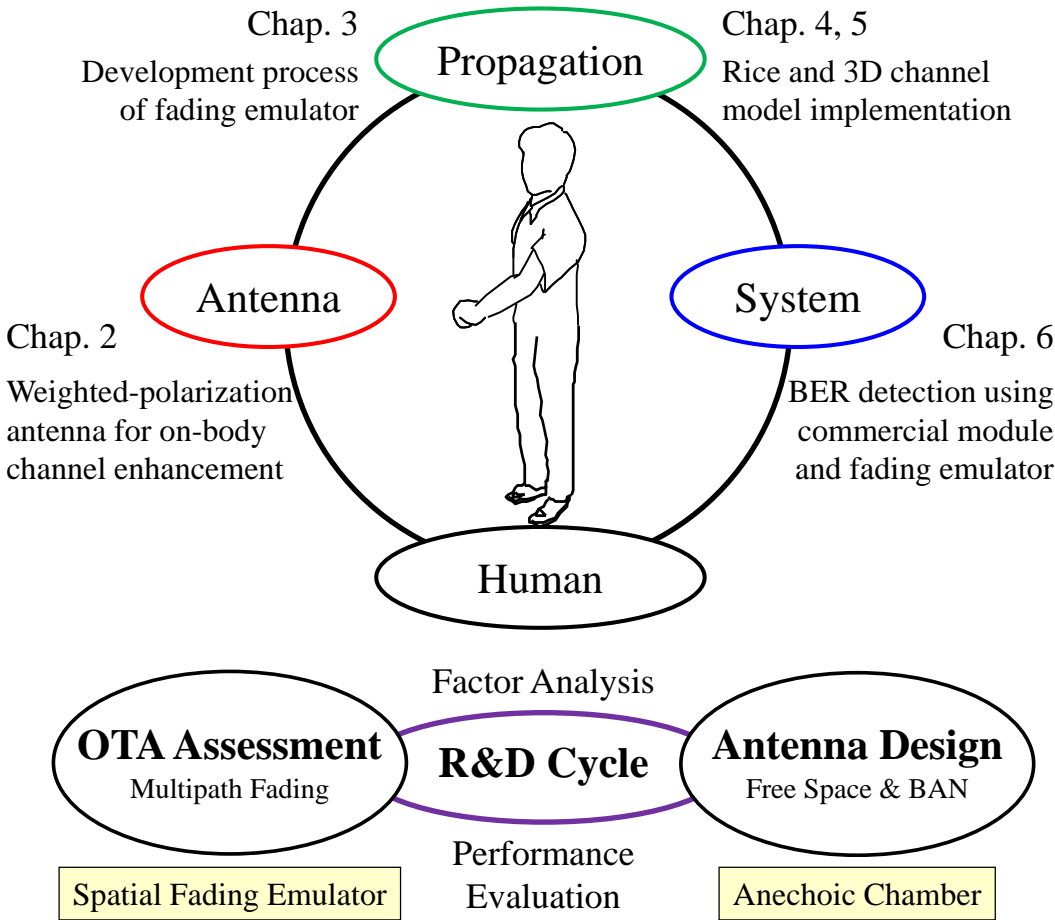 Chap. 3
Development process
of fading emulator
Propagation
Chap. 4, 5
Rice and 3D channel
model implementation
Antenna
System
Chap. 2
Weighted-polarization
antenna for on-body
channel enhancement
Chap. 6
BER detection using
commercial module
and fading emulator
Human
Factor Analysis
OTA Assessment
Multipath Fading
R&D Cycle
Antenna Design
Free Space & BAN
Performance
Evaluation
Spatial Fading Emulator
Anechoic Chamber